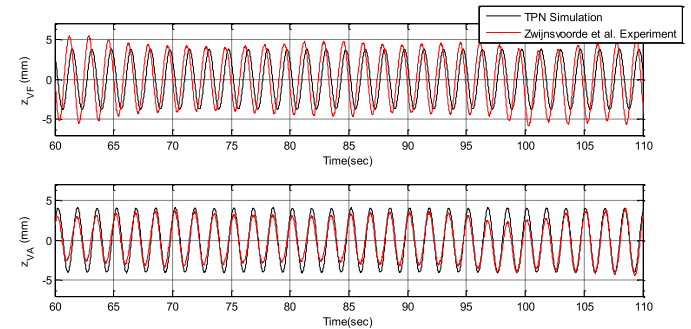 TPN Simulation
Zwijnsvoorde et al. Experiment
5
0
-5
z_VF (mm)
60 65 70 75 80 85 90 95 100 105 110
Time(sec)
5
0
-5
z_VA (mm)
60 65 70 75 80 85 90 95 100 105 110
Time(sec)